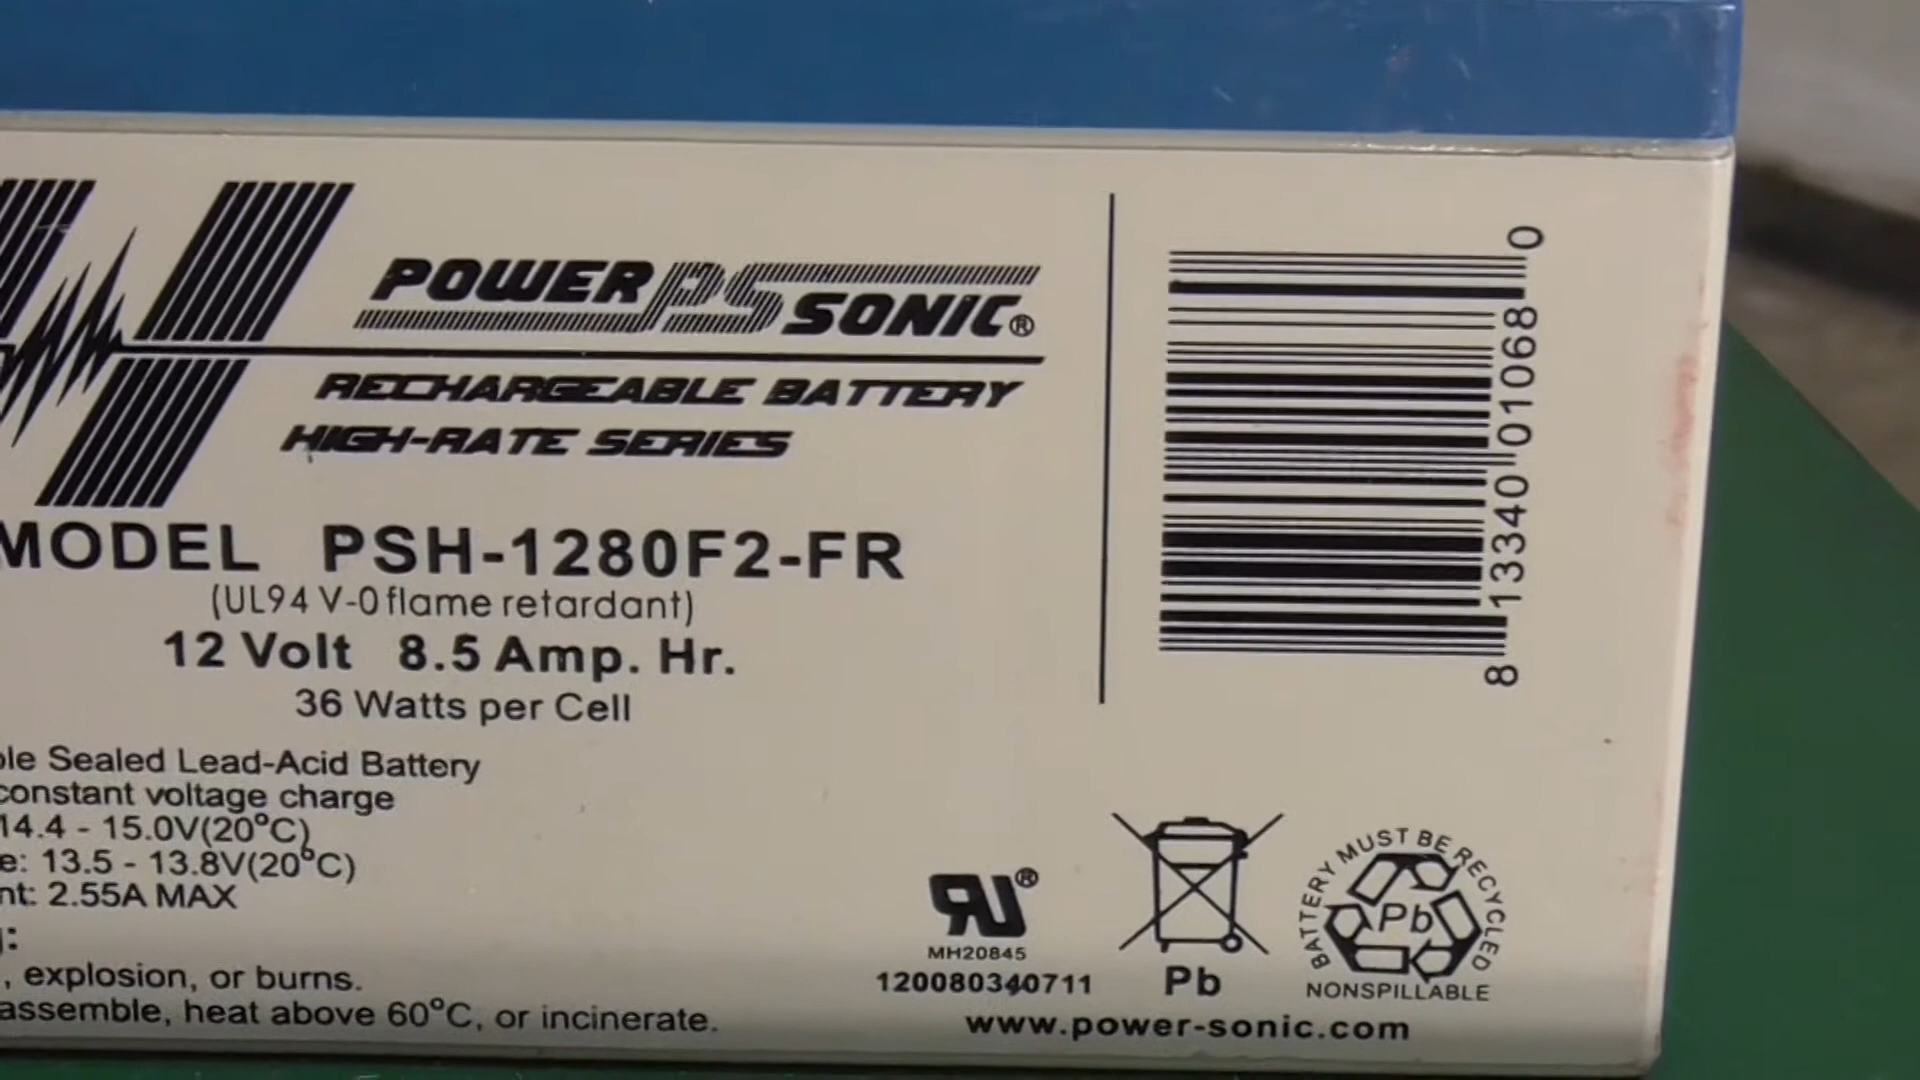 POWER PS SONIC®
RECHARGEABLE BATTERY
HIGH-RATE SERIES
MODEL PSH-1280F2-FR
(UL94 V-0 flame retardant)
12 Volt 8.5 Amp. Hr.
36 Watts per Cell
Sealed Lead-Acid Battery
constant voltage charge
14.4 - 15.0V(20°C)
13.5 - 13.8V(20°C)
2.55A MAX
, explosion, or burns.
assemble, heat above 60°C, or incinerate.
8 13340 01068 0
RU®
MH20845
120080340711
Pb
BATTERY MUST BE RECYCLED
Pb
NONSPILLABLE
www.power-sonic.com